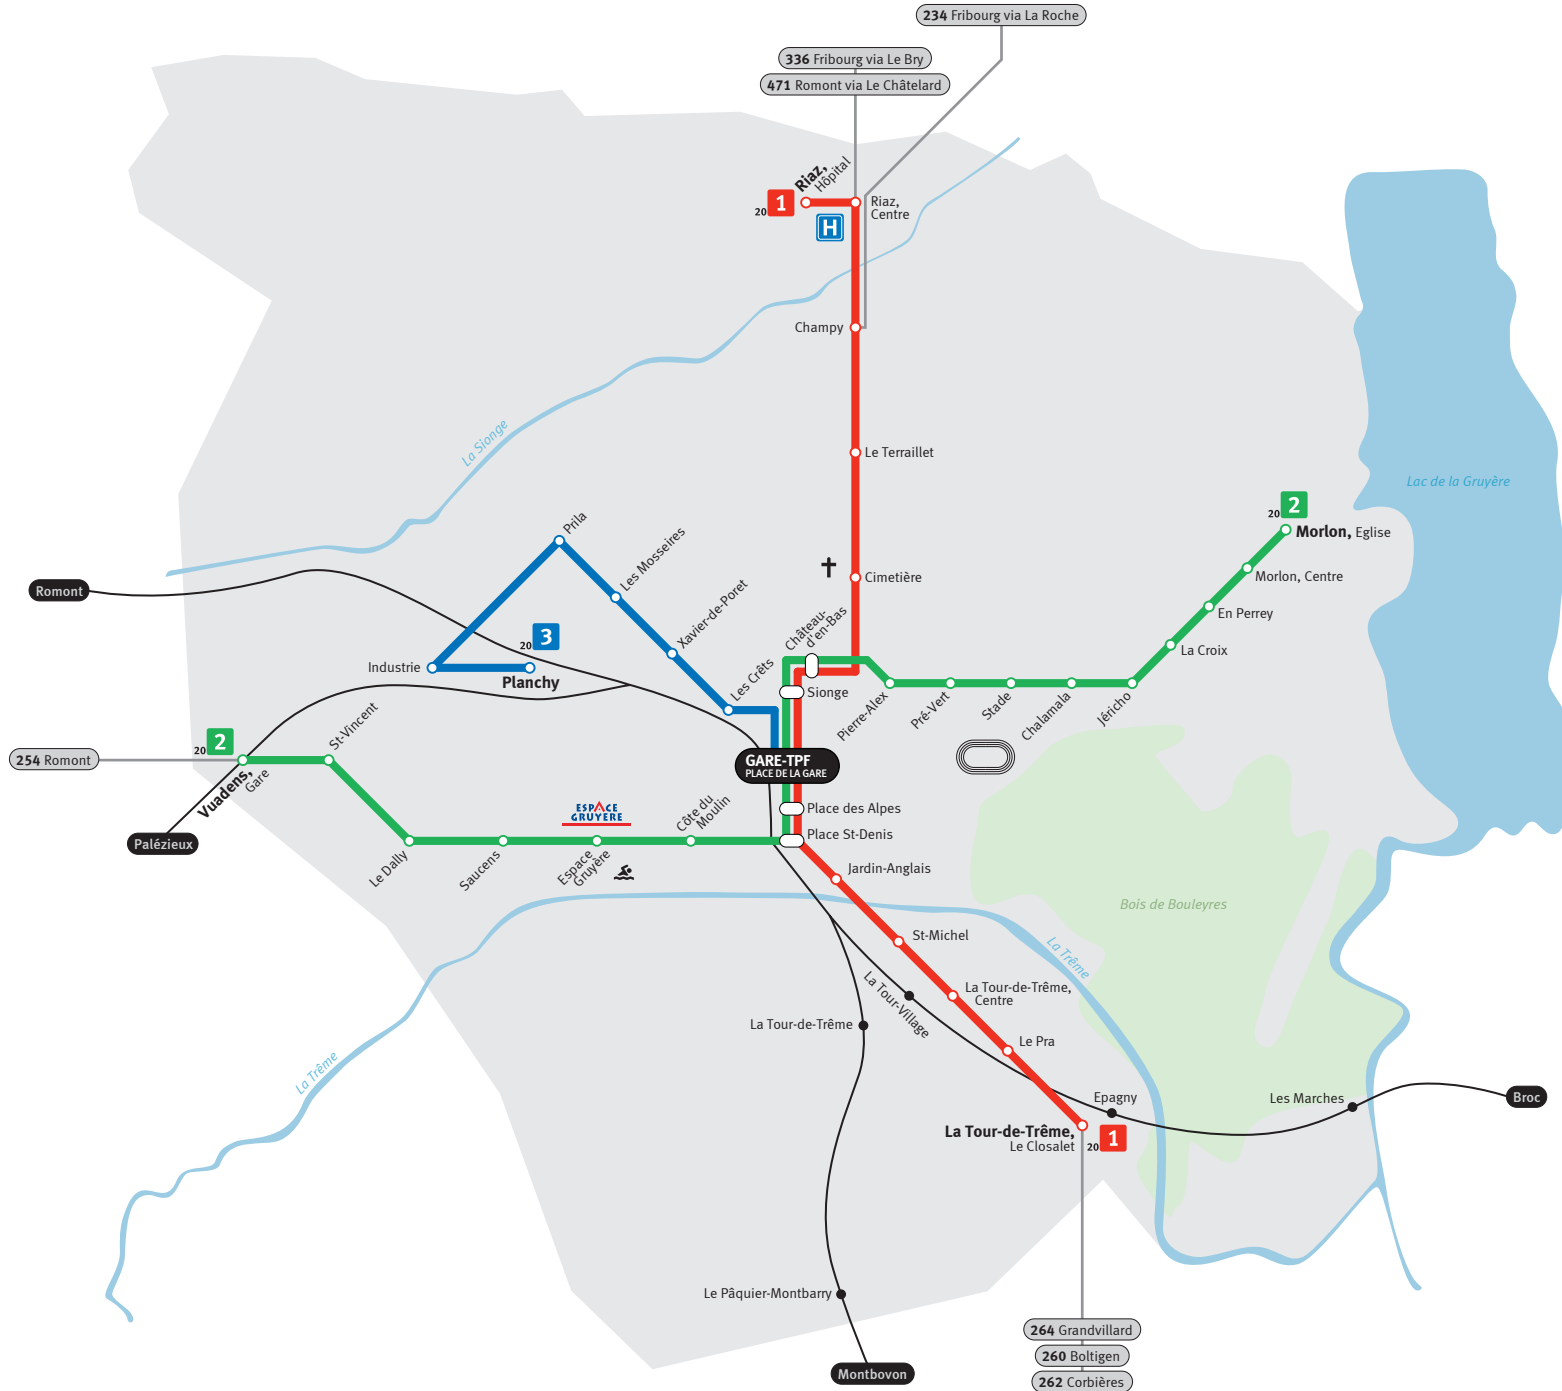 234 Fribourg via La Roche
336 Fribourg via Le Bry
471 Romont via Le Châtelard
Riaz,
Hôpital
20 1
H
Riaz,
Centre
Champy
La Sionge
Le Terraillet
Lac de la Gruyère
20 2
Morlon, Eglise
Prila
Les Mosseires
Cimetière
Morlon, Centre
Romont
Xavier-de-Poret
Château-
d'en-Bas
En Perrey
20 3
La Croix
Industrie
Planchy
Les Crêts
Sionge
Pierre-Alex
Pré-Vert
Stade
Chalamala
Jéricho
St-Vincent
20 2
254 Romont
Vuadens,
Gare
GARE-TPF
PLACE DE LA GARE
Palézieux
ESPACE
GRUYERE
Côte du
Moulin
Place des Alpes
Place St-Denis
Le Dally
Saucens
Espace
Gruyère
Jardin-Anglais
Bois de Bouleyres
St-Michel
La Trême
La Tour-Village
La Tour-de-Trême,
Centre
La Tour-de-Trême
Le Pra
La Trême
Epagny
Les Marches
Broc
La Tour-de-Trême,
Le Closalet
20 1
Le Pâquier-Montbarry
Montbovon
264 Grandvillard
260 Boltigen
262 Corbières